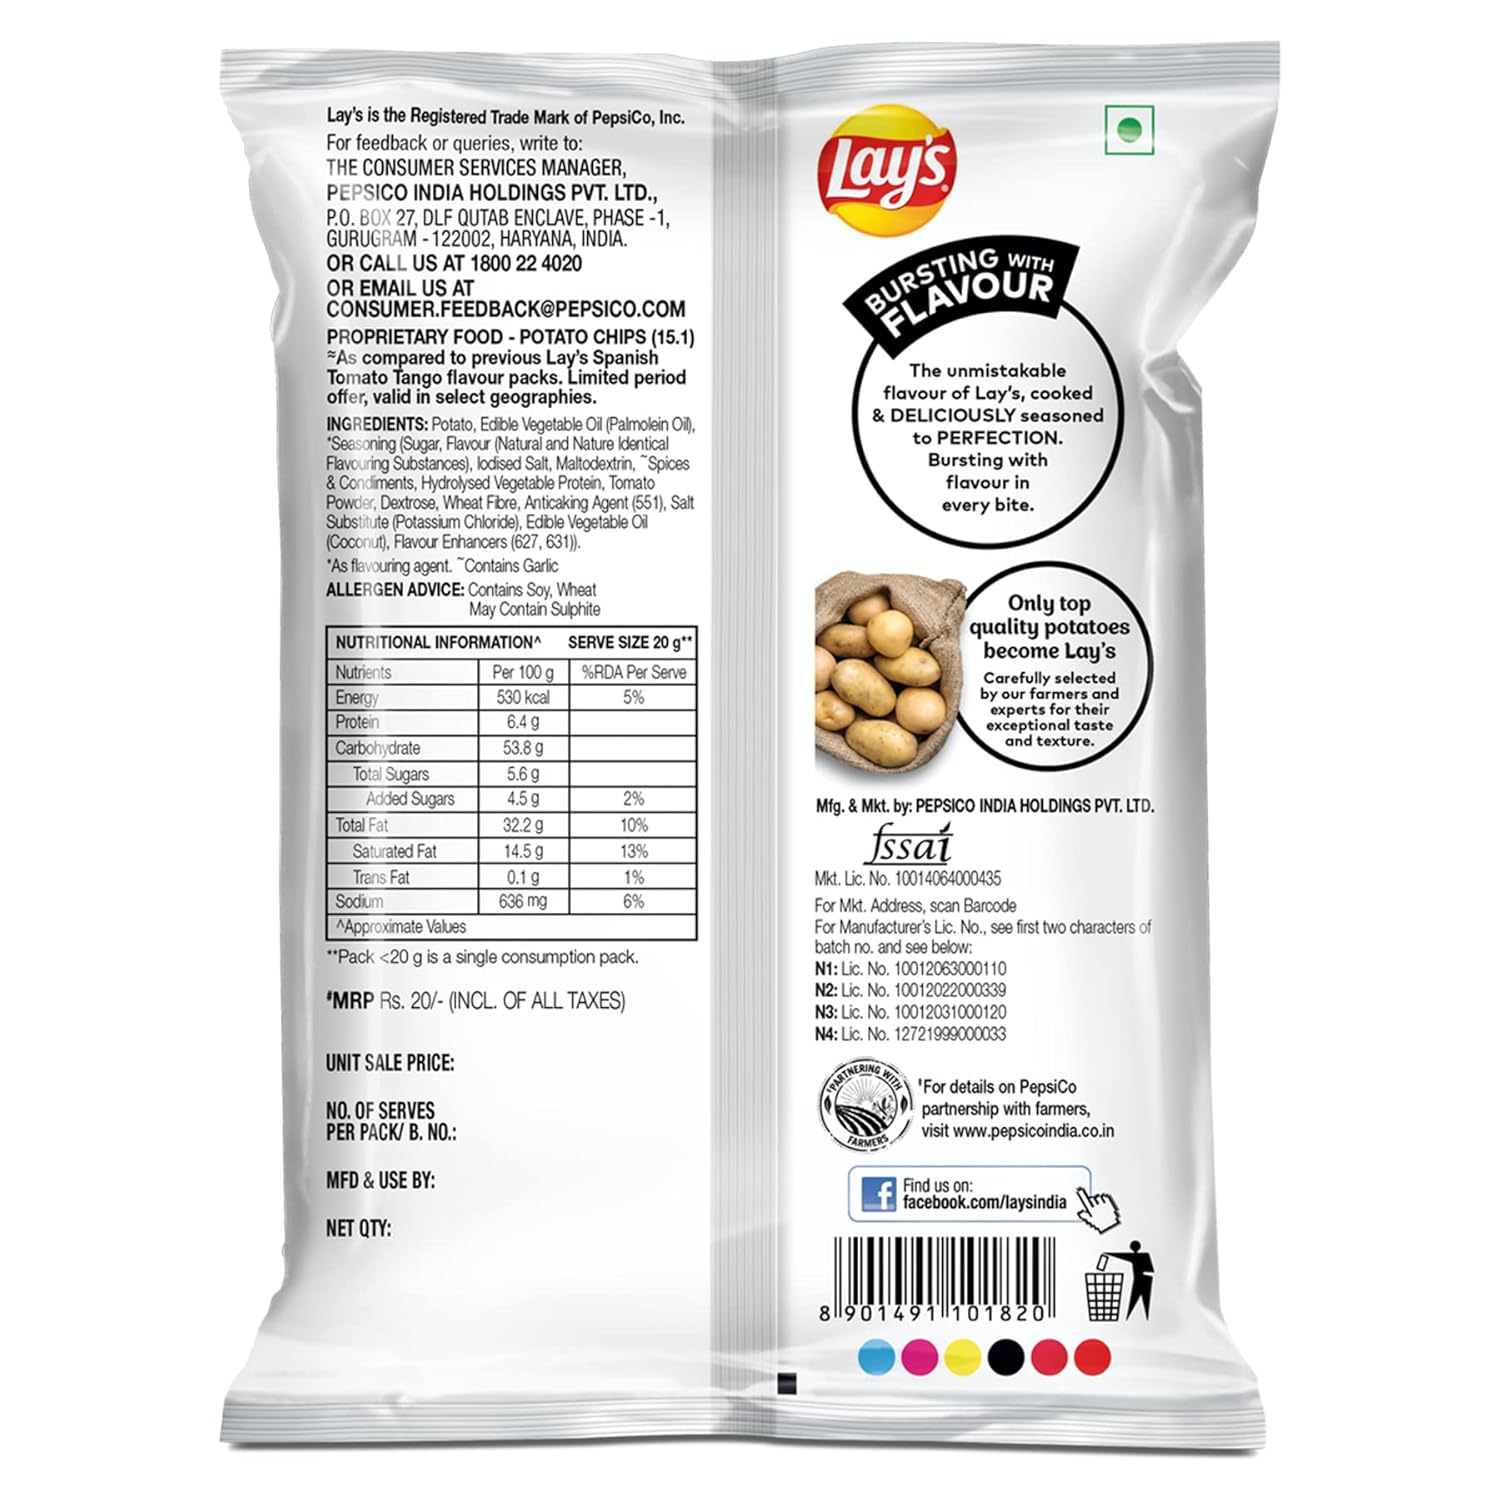 Lay's is the Registered Trade Mark of PepsiCo, Inc.
For feedback or queries, write to:
THE CONSUMER SERVICES MANAGER,
PEPSICO INDIA HOLDINGS PVT. LTD.,
P.O. BOX 27, DLF QUTAB ENCLAVE, PHASE -1,
GURUGRAM - 122002, HARYANA, INDIA.
OR CALL US AT 1800 22 4020
OR EMAIL US AT
CONSUMER.FEEDBACK@PEPSICO.COM
PROPRIETARY FOOD - POTATO CHIPS (15.1)
≈As compared to previous Lay's Spanish
Tomato Tango flavour packs. Limited period
offer, valid in select geographies.
INGREDIENTS: Potato, Edible Vegetable Oil (Palmolein Oil),
*Seasoning (Sugar, Flavour (Natural and Nature Identical
Flavouring Substances), Iodised Salt, Maltodextrin, ~Spices
& Condiments, Hydrolysed Vegetable Protein, Tomato
Powder, Dextrose, Wheat Fibre, Anticaking Agent (551), Salt
Substitute (Potassium Chloride), Edible Vegetable Oil
(Coconut), Flavour Enhancers (627, 631)).
*As flavouring agent. ~Contains Garlic
ALLERGEN ADVICE: Contains Soy, Wheat
May Contain Sulphite
NUTRITIONAL INFORMATION^ SERVE SIZE 20 g**
Nutrients Per 100 g %RDA Per Serve
Energy 530 kcal 5%
Protein 6.4 g
Carbohydrate 53.8 g
Total Sugars 5.6 g
Added Sugars 4.5 g 2%
Total Fat 32.2 g 10%
Saturated Fat 14.5 g 13%
Trans Fat 0.1 g 1%
Sodium 636 mg 6%
^Approximate Values
**Pack <20 g is a single consumption pack.
#MRP Rs. 20/- (INCL. OF ALL TAXES)
UNIT SALE PRICE:
NO. OF SERVES
PER PACK/ B. NO.:
MFD & USE BY:
NET QTY:
Lay's®
BURSTING WITH
FLAVOUR
The unmistakable
flavour of Lay's, cooked
& DELICIOUSLY seasoned
to PERFECTION.
Bursting with
flavour in
every bite.
Only top
quality potatoes
become Lay's
Carefully selected
by our farmers and
experts for their
exceptional taste
and texture.
Mfg. & Mkt. by: PEPSICO INDIA HOLDINGS PVT. LTD.
fssai
Mkt. Lic. No. 10014064000435
For Mkt. Address, scan Barcode
For Manufacturer's Lic. No., see first two characters of
batch no. and see below:
N1: Lic. No. 10012063000110
N2: Lic. No. 10012022000339
N3: Lic. No. 10012031000120
N4: Lic. No. 12721999000033
‡PARTNERING WITH
FARMERS
‡For details on PepsiCo
partnership with farmers,
visit www.pepsicoindia.co.in
f
Find us on:
facebook.com/laysindia
8 901491 101820